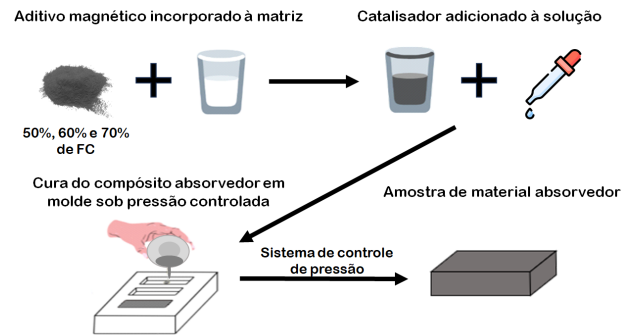 Aditivo magnético incorporado à matriz
Catalisador adicionado à solução
50%, 60% e 70%
de FC
Cura do compósito absorvedor em
molde sob pressão controlada
Amostra de material absorvedor
Sistema de controle
de pressão